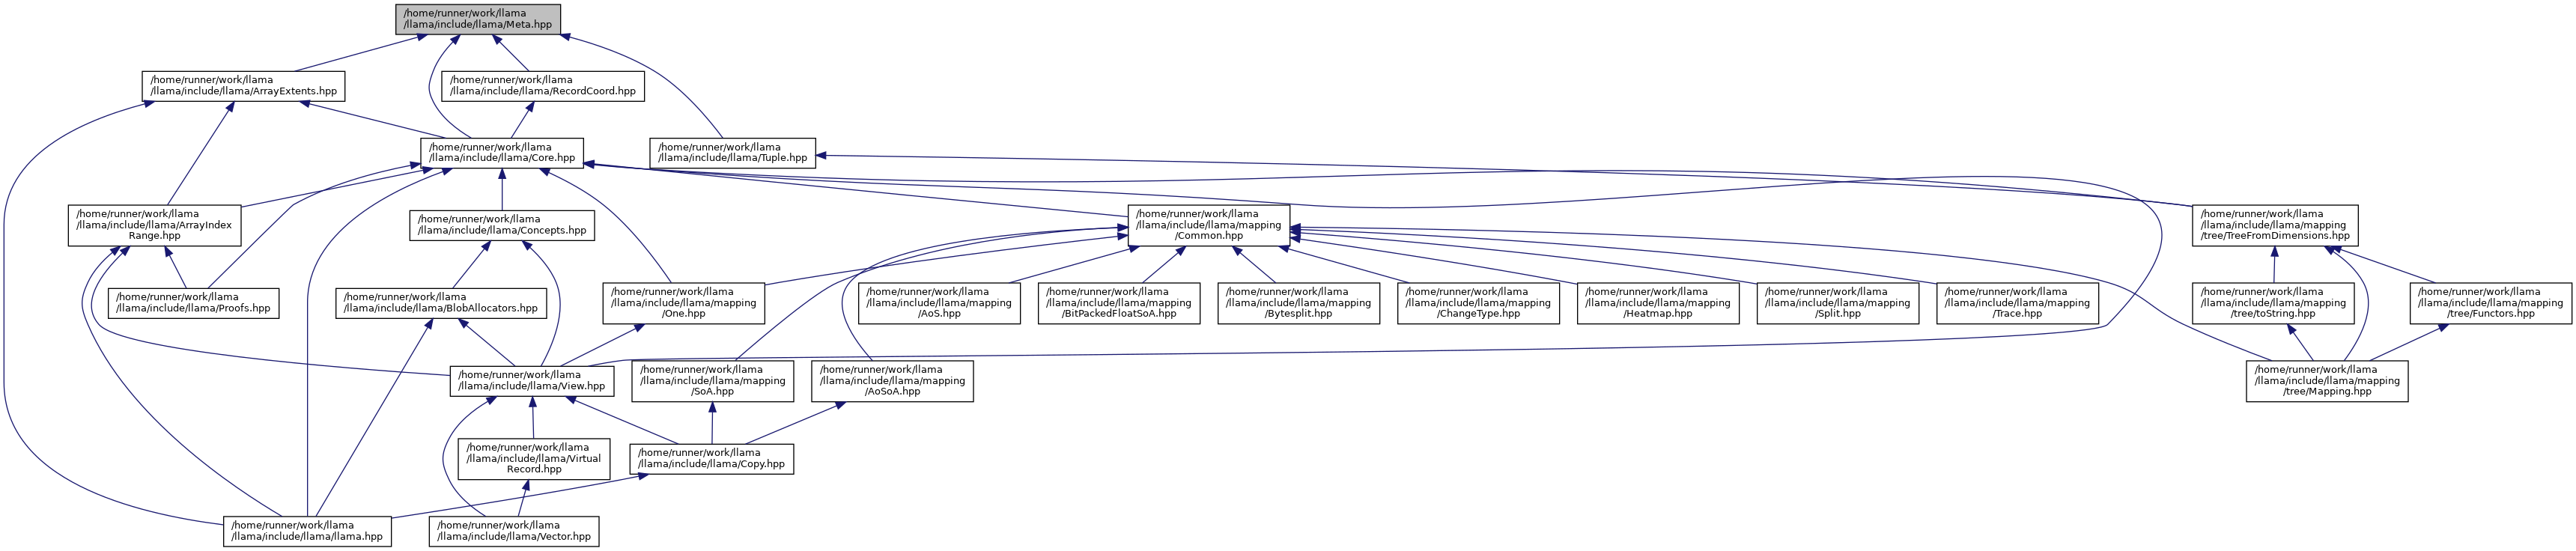 /home/runner/work/llama
/llama/include/llama/Meta.hpp
/home/runner/work/llama
/llama/include/llama/ArrayExtents.hpp
/home/runner/work/llama
/llama/include/llama/RecordCoord.hpp
/home/runner/work/llama
/llama/include/llama/Core.hpp
/home/runner/work/llama
/llama/include/llama/Tuple.hpp
/home/runner/work/llama
/llama/include/llama/ArrayIndex
Range.hpp
/home/runner/work/llama
/llama/include/llama/Concepts.hpp
/home/runner/work/llama
/llama/include/llama/mapping
/Common.hpp
/home/runner/work/llama
/llama/include/llama/mapping
/tree/TreeFromDimensions.hpp
/home/runner/work/llama
/llama/include/llama/Proofs.hpp
/home/runner/work/llama
/llama/include/llama/BlobAllocators.hpp
/home/runner/work/llama
/llama/include/llama/mapping
/One.hpp
/home/runner/work/llama
/llama/include/llama/mapping
/AoS.hpp
/home/runner/work/llama
/llama/include/llama/mapping
/BitPackedFloatSoA.hpp
/home/runner/work/llama
/llama/include/llama/mapping
/Bytesplit.hpp
/home/runner/work/llama
/llama/include/llama/mapping
/ChangeType.hpp
/home/runner/work/llama
/llama/include/llama/mapping
/Heatmap.hpp
/home/runner/work/llama
/llama/include/llama/mapping
/Split.hpp
/home/runner/work/llama
/llama/include/llama/mapping
/Trace.hpp
/home/runner/work/llama
/llama/include/llama/mapping
/tree/toString.hpp
/home/runner/work/llama
/llama/include/llama/mapping
/tree/Functors.hpp
/home/runner/work/llama
/llama/include/llama/View.hpp
/home/runner/work/llama
/llama/include/llama/mapping
/SoA.hpp
/home/runner/work/llama
/llama/include/llama/mapping
/AoSoA.hpp
/home/runner/work/llama
/llama/include/llama/mapping
/tree/Mapping.hpp
/home/runner/work/llama
/llama/include/llama/Virtual
Record.hpp
/home/runner/work/llama
/llama/include/llama/Copy.hpp
/home/runner/work/llama
/llama/include/llama/llama.hpp
/home/runner/work/llama
/llama/include/llama/Vector.hpp